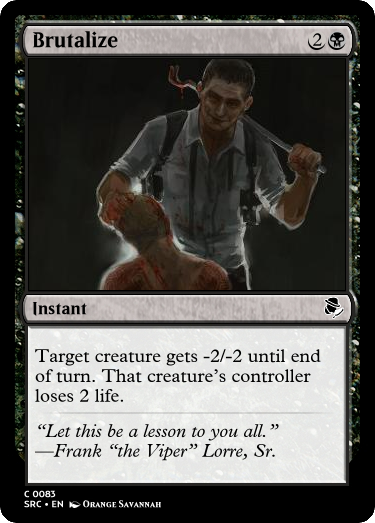 Brutalize 2
Instant
Target creature gets -2/-2 until end
of turn. That creature's controller
loses 2 life.
“Let this be a lesson to you all.”
—Frank “the Viper” Lorre, Sr.
C 0083
SRC • EN Orange Savannah